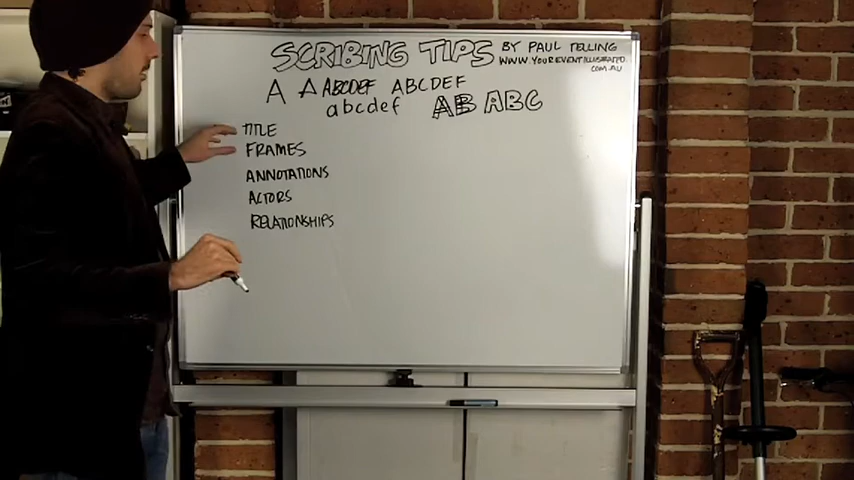 SCRIBING TIPS BY PAUL TELLING
WWW.YOUREVENTILLUSTRATED.
COM.AU
A A ABCDEF ABCDEF
abcdef AB ABC
TITLE
FRAMES
ANNOTATIONS
ACTORS
RELATIONSHIPS